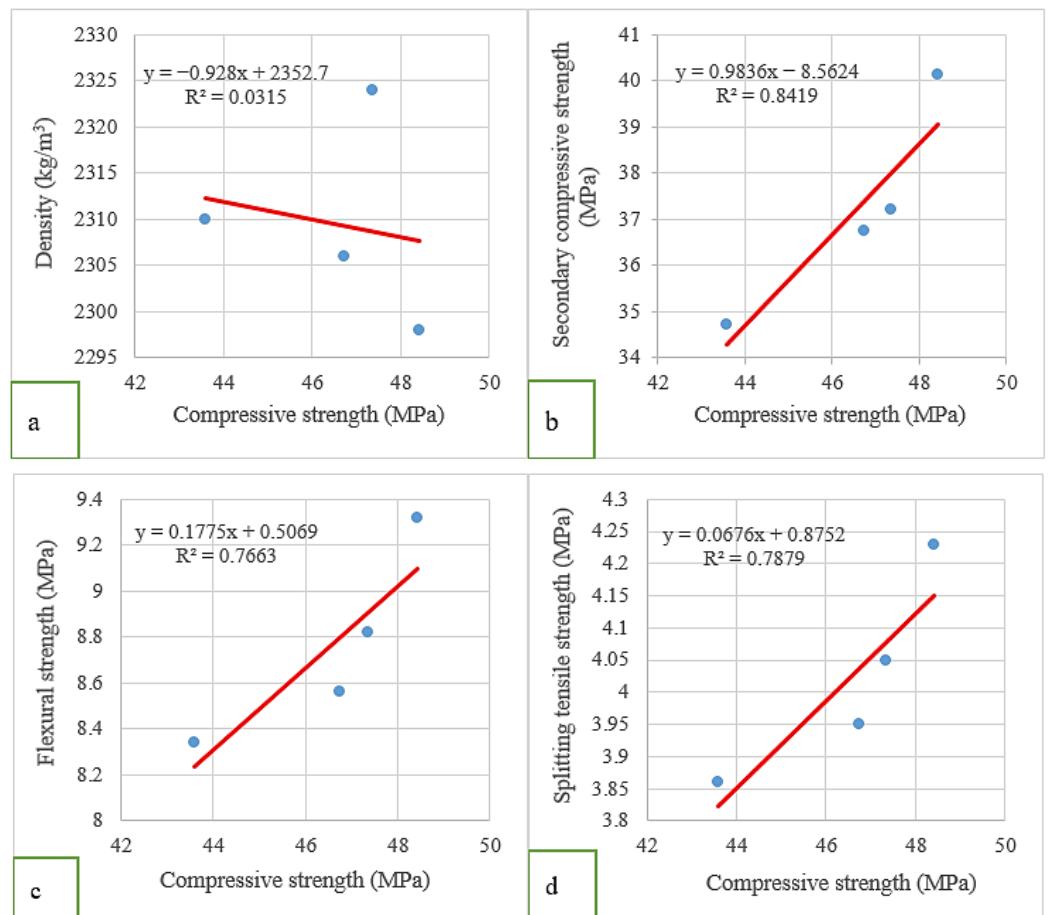 2330
2325
2320
2315
2310
2305
2300
2295
Density (kg/m³)
y = −0.928x + 2352.7
R² = 0.0315
42 44 46 48 50
Compressive strength (MPa)
a
41
40
39
38
37
36
35
34
Secondary compressive strength
(MPa)
y = 0.9836x − 8.5624
R² = 0.8419
42 44 46 48 50
Compressive strength (MPa)
b
9.4
9.2
9
8.8
8.6
8.4
8.2
8
Flexural strength (MPa)
y = 0.1775x + 0.5069
R² = 0.7663
42 44 46 48 50
Compressive strength (MPa)
c
4.3
4.25
4.2
4.15
4.1
4.05
4
3.95
3.9
3.85
3.8
Splitting tensile strength (MPa)
y = 0.0676x + 0.8752
R² = 0.7879
42 44 46 48 50
Compressive strength (MPa)
d